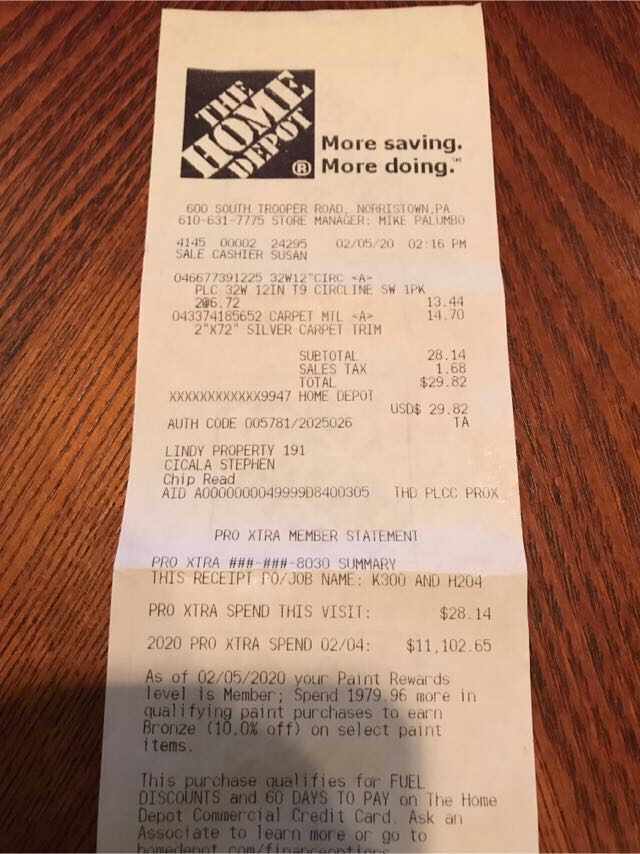 THE
HOME
DEPOT
®
More saving.
More doing.℠
600 SOUTH TROOPER ROAD, NORRISTOWN,PA
610-631-7775 STORE MANAGER: MIKE PALUMBO
4145 00002 24295 02/05/20 02:16 PM
SALE CASHIER SUSAN
046677391225 32W12"CIRC <A>
PLC 32W 12IN T9 CIRCLINE SW 1PK
2@6.72 13.44
043374185652 CARPET MTL <A> 14.70
2"X72" SILVER CARPET TRIM
SUBTOTAL 28.14
SALES TAX 1.68
TOTAL $29.82
XXXXXXXXXXXX9947 HOME DEPOT
USD$ 29.82
AUTH CODE 005781/2025026 TA
LINDY PROPERTY 191
CICALA STEPHEN
Chip Read
AID A0000000049999D8400305 THD PLCC PROX
PRO XTRA MEMBER STATEMENT
PRO XTRA ###-###-8030 SUMMARY
THIS RECEIPT PO/JOB NAME: K300 AND H204
PRO XTRA SPEND THIS VISIT: $28.14
2020 PRO XTRA SPEND 02/04: $11,102.65
As of 02/05/2020 your Paint Rewards
level is Member; Spend 1979.96 more in
qualifying paint purchases to earn
Bronze (10.0% off) on select paint
items.
This purchase qualifies for FUEL
DISCOUNTS and 60 DAYS TO PAY on The Home
Depot Commercial Credit Card. Ask an
Associate to learn more or go to
homedepot.com/financeoptions